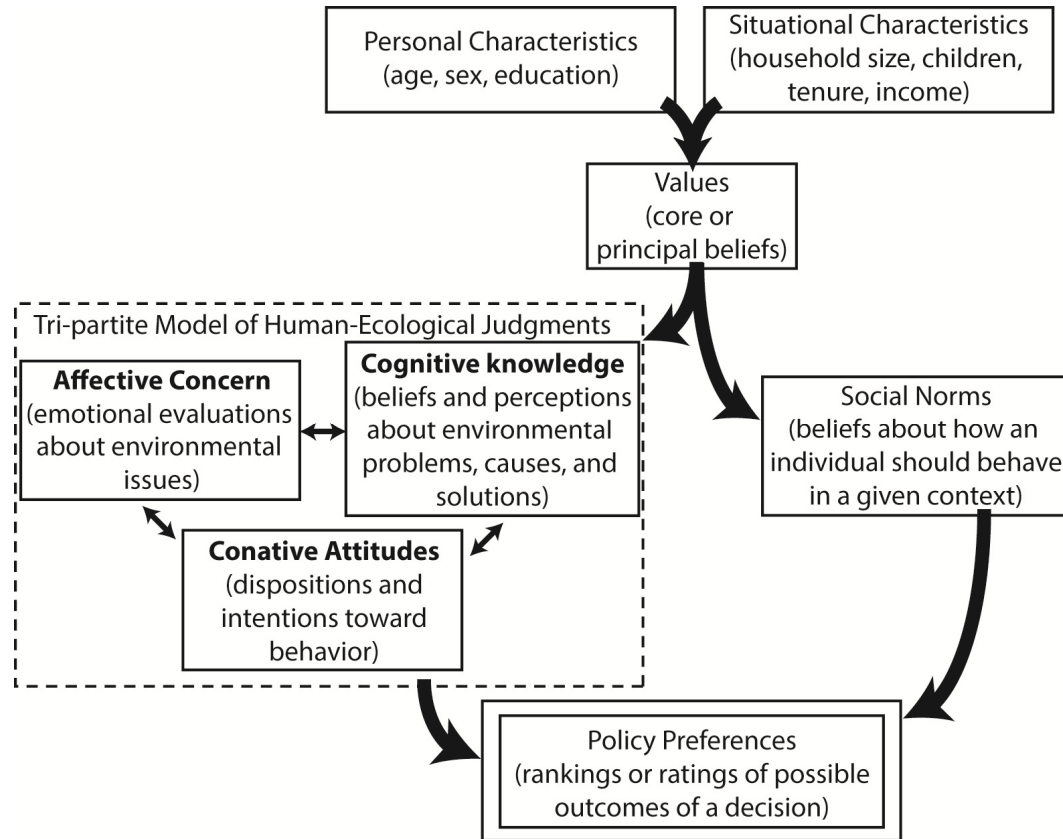 Personal Characteristics
(age, sex, education)
Situational Characteristics
(household size, children,
tenure, income)
Values
(core or
principal beliefs)
Tri-partite Model of Human-Ecological Judgments
Affective Concern
(emotional evaluations
about environmental
issues)
Cognitive knowledge
(beliefs and perceptions
about environmental
problems, causes, and
solutions)
Conative Attitudes
(dispositions and
intentions toward
behavior)
Social Norms
(beliefs about how an
individual should behave
in a given context)
Policy Preferences
(rankings or ratings of possible
outcomes of a decision)